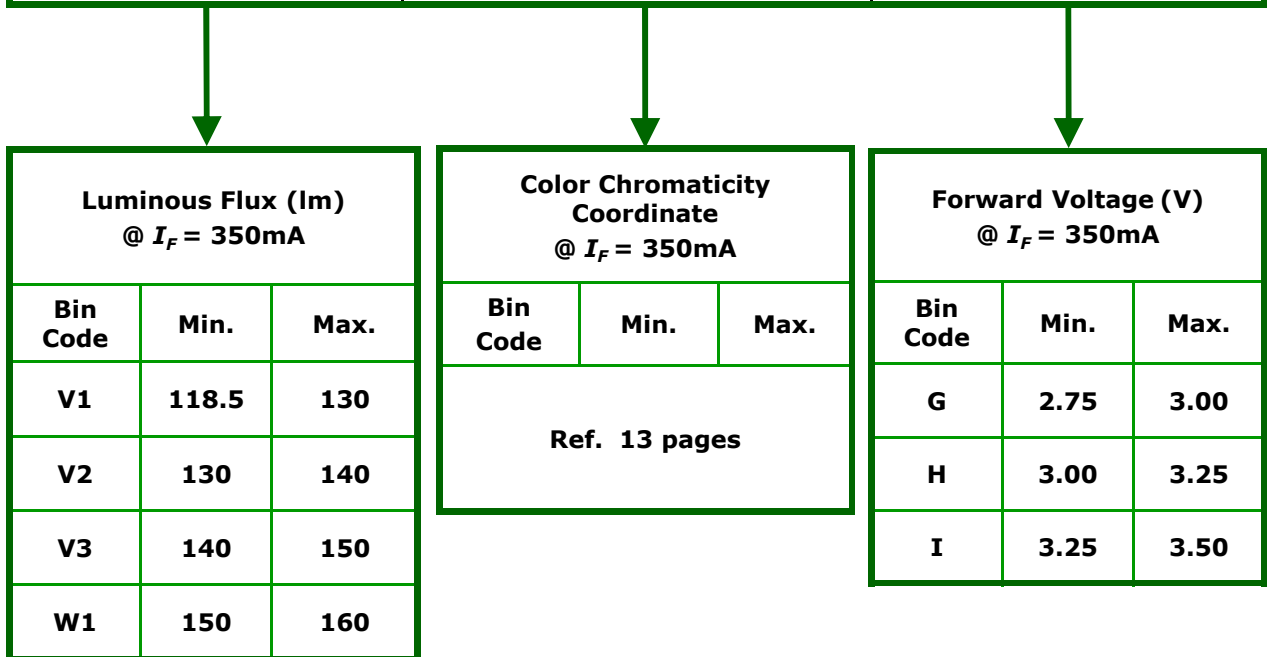 Luminous Flux (lm)
@ IF = 350mA
Bin Code Min. Max.
V1 118.5 130
V2 130 140
V3 140 150
W1 150 160
Color Chromaticity
Coordinate
@ IF = 350mA
Bin Code Min. Max.
Ref. 13 pages
Forward Voltage (V)
@ IF = 350mA
Bin Code Min. Max.
G 2.75 3.00
H 3.00 3.25
I 3.25 3.50